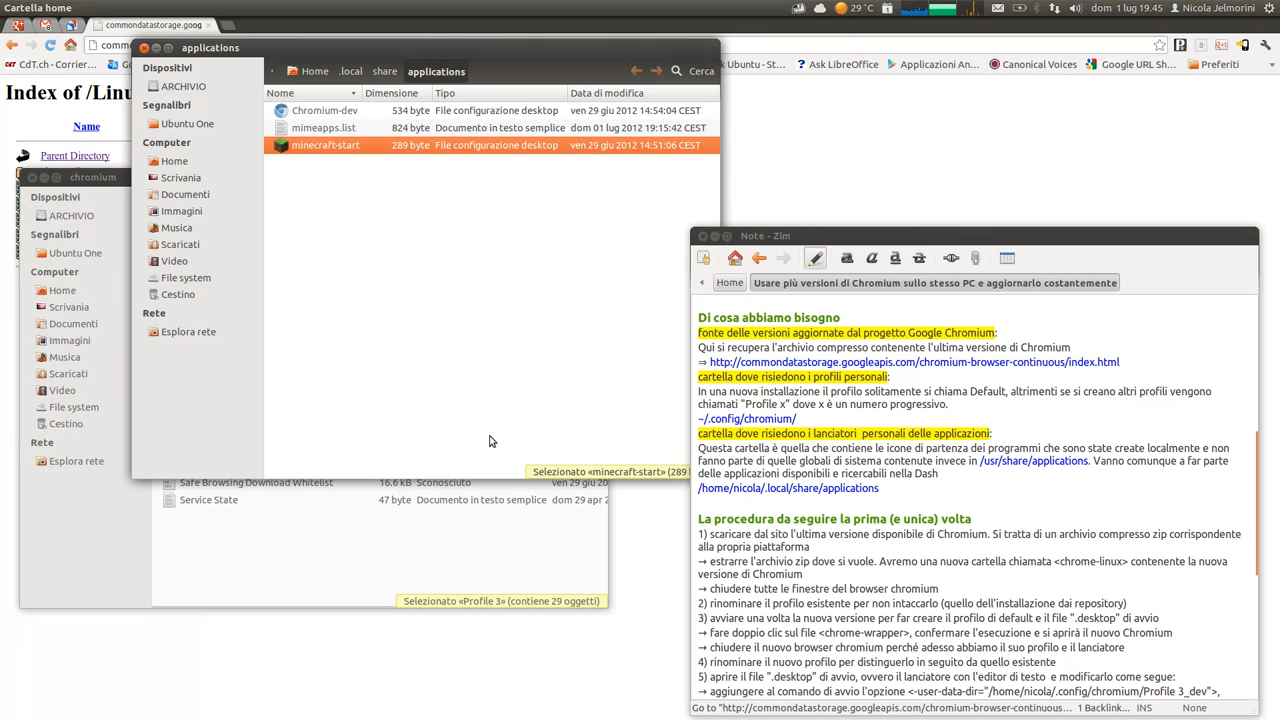 Cartella home
29 °C
dom 1 lug 19.45
Nicola Jelmorini
commondatastorage.goog
comm
CdT.ch - Corrier…
Ubuntu - St…
Ask LibreOffice
Applicazioni An…
Canonical Voices
Google URL Sh…
Preferiti
Index of /Linu
Name
Parent Directory
applications
Dispositivi
ARCHIVIO
Segnalibri
Ubuntu One
Computer
Home
Scrivania
Documenti
Immagini
Musica
Scaricati
Video
File system
Cestino
Rete
Esplora rete
Home
.local
share
applications
Cerca
Nome Dimensione Tipo Data di modifica
Chromium-dev 534 byte File configurazione desktop ven 29 giu 2012 14:54:04 CEST
mimeapps.list 824 byte Documento in testo semplice dom 01 lug 2012 19:15:42 CEST
minecraft-start 289 byte File configurazione desktop ven 29 giu 2012 14:51:06 CEST
Selezionato «minecraft-start» (289
chromium
Dispositivi
ARCHIVIO
Segnalibri
Ubuntu One
Computer
Home
Scrivania
Documenti
Immagini
Musica
Scaricati
Video
File system
Cestino
Rete
Esplora rete
Safe Browsing Download Whitelist 16.6 kB Sconosciuto ven 29 giu 20
Service State 47 byte Documento in testo semplice dom 29 apr 2
Selezionato «Profile 3» (contiene 29 oggetti)
Note - Zim
Home
Usare più versioni di Chromium sullo stesso PC e aggiornarlo costantemente
Di cosa abbiamo bisogno
fonte delle versioni aggiornate dal progetto Google Chromium:
Qui si recupera l'archivio compresso contenente l'ultima versione di Chromium
⇒ http://commondatastorage.googleapis.com/chromium-browser-continuous/index.html
cartella dove risiedono i profili personali:
In una nuova installazione il profilo solitamente si chiama Default, altrimenti se si creano altri profili vengono
chiamati "Profile x" dove x è un numero progressivo.
~/.config/chromium/
cartella dove risiedono i lanciatori personali delle applicazioni:
Questa cartella è quella che contiene le icone di partenza dei programmi che sono state create localmente e non
fanno parte di quelle globali di sistema contenute invece in /usr/share/applications. Vanno comunque a far parte
delle applicazioni disponibili e ricercabili nella Dash
/home/nicola/.local/share/applications
La procedura da seguire la prima (e unica) volta
1) scaricare dal sito l'ultima versione disponibile di Chromium. Si tratta di un archivio compresso zip corrispondente
alla propria piattaforma
→ estrarre l'archivio zip dove si vuole. Avremo una nuova cartella chiamata <chrome-linux> contenente la nuova
versione di Chromium
→ chiudere tutte le finestre del browser chromium
2) rinominare il profilo esistente per non intaccarlo (quello dell'installazione dai repository)
3) avviare una volta la nuova versione per far creare il profilo di default e il file ".desktop" di avvio
→ fare doppio clic sul file <chrome-wrapper>, confermare l'esecuzione e si aprirà il nuovo Chromium
→ chiudere il nuovo browser chromium perché adesso abbiamo il suo profilo e il lanciatore
4) rinominare il nuovo profilo per distinguerlo in seguito da quello esistente
5) aprire il file ".desktop" di avvio, ovvero il lanciatore con l'editor di testo e modificarlo come segue:
→ aggiungere al comando di avvio l'opzione <-user-data-dir="/home/nicola/.config/chromium/Profile 3_dev">,
Go to "http://commondatastorage.googleapis.com/chromium-browser-continuous... 1 Backlink... INS None